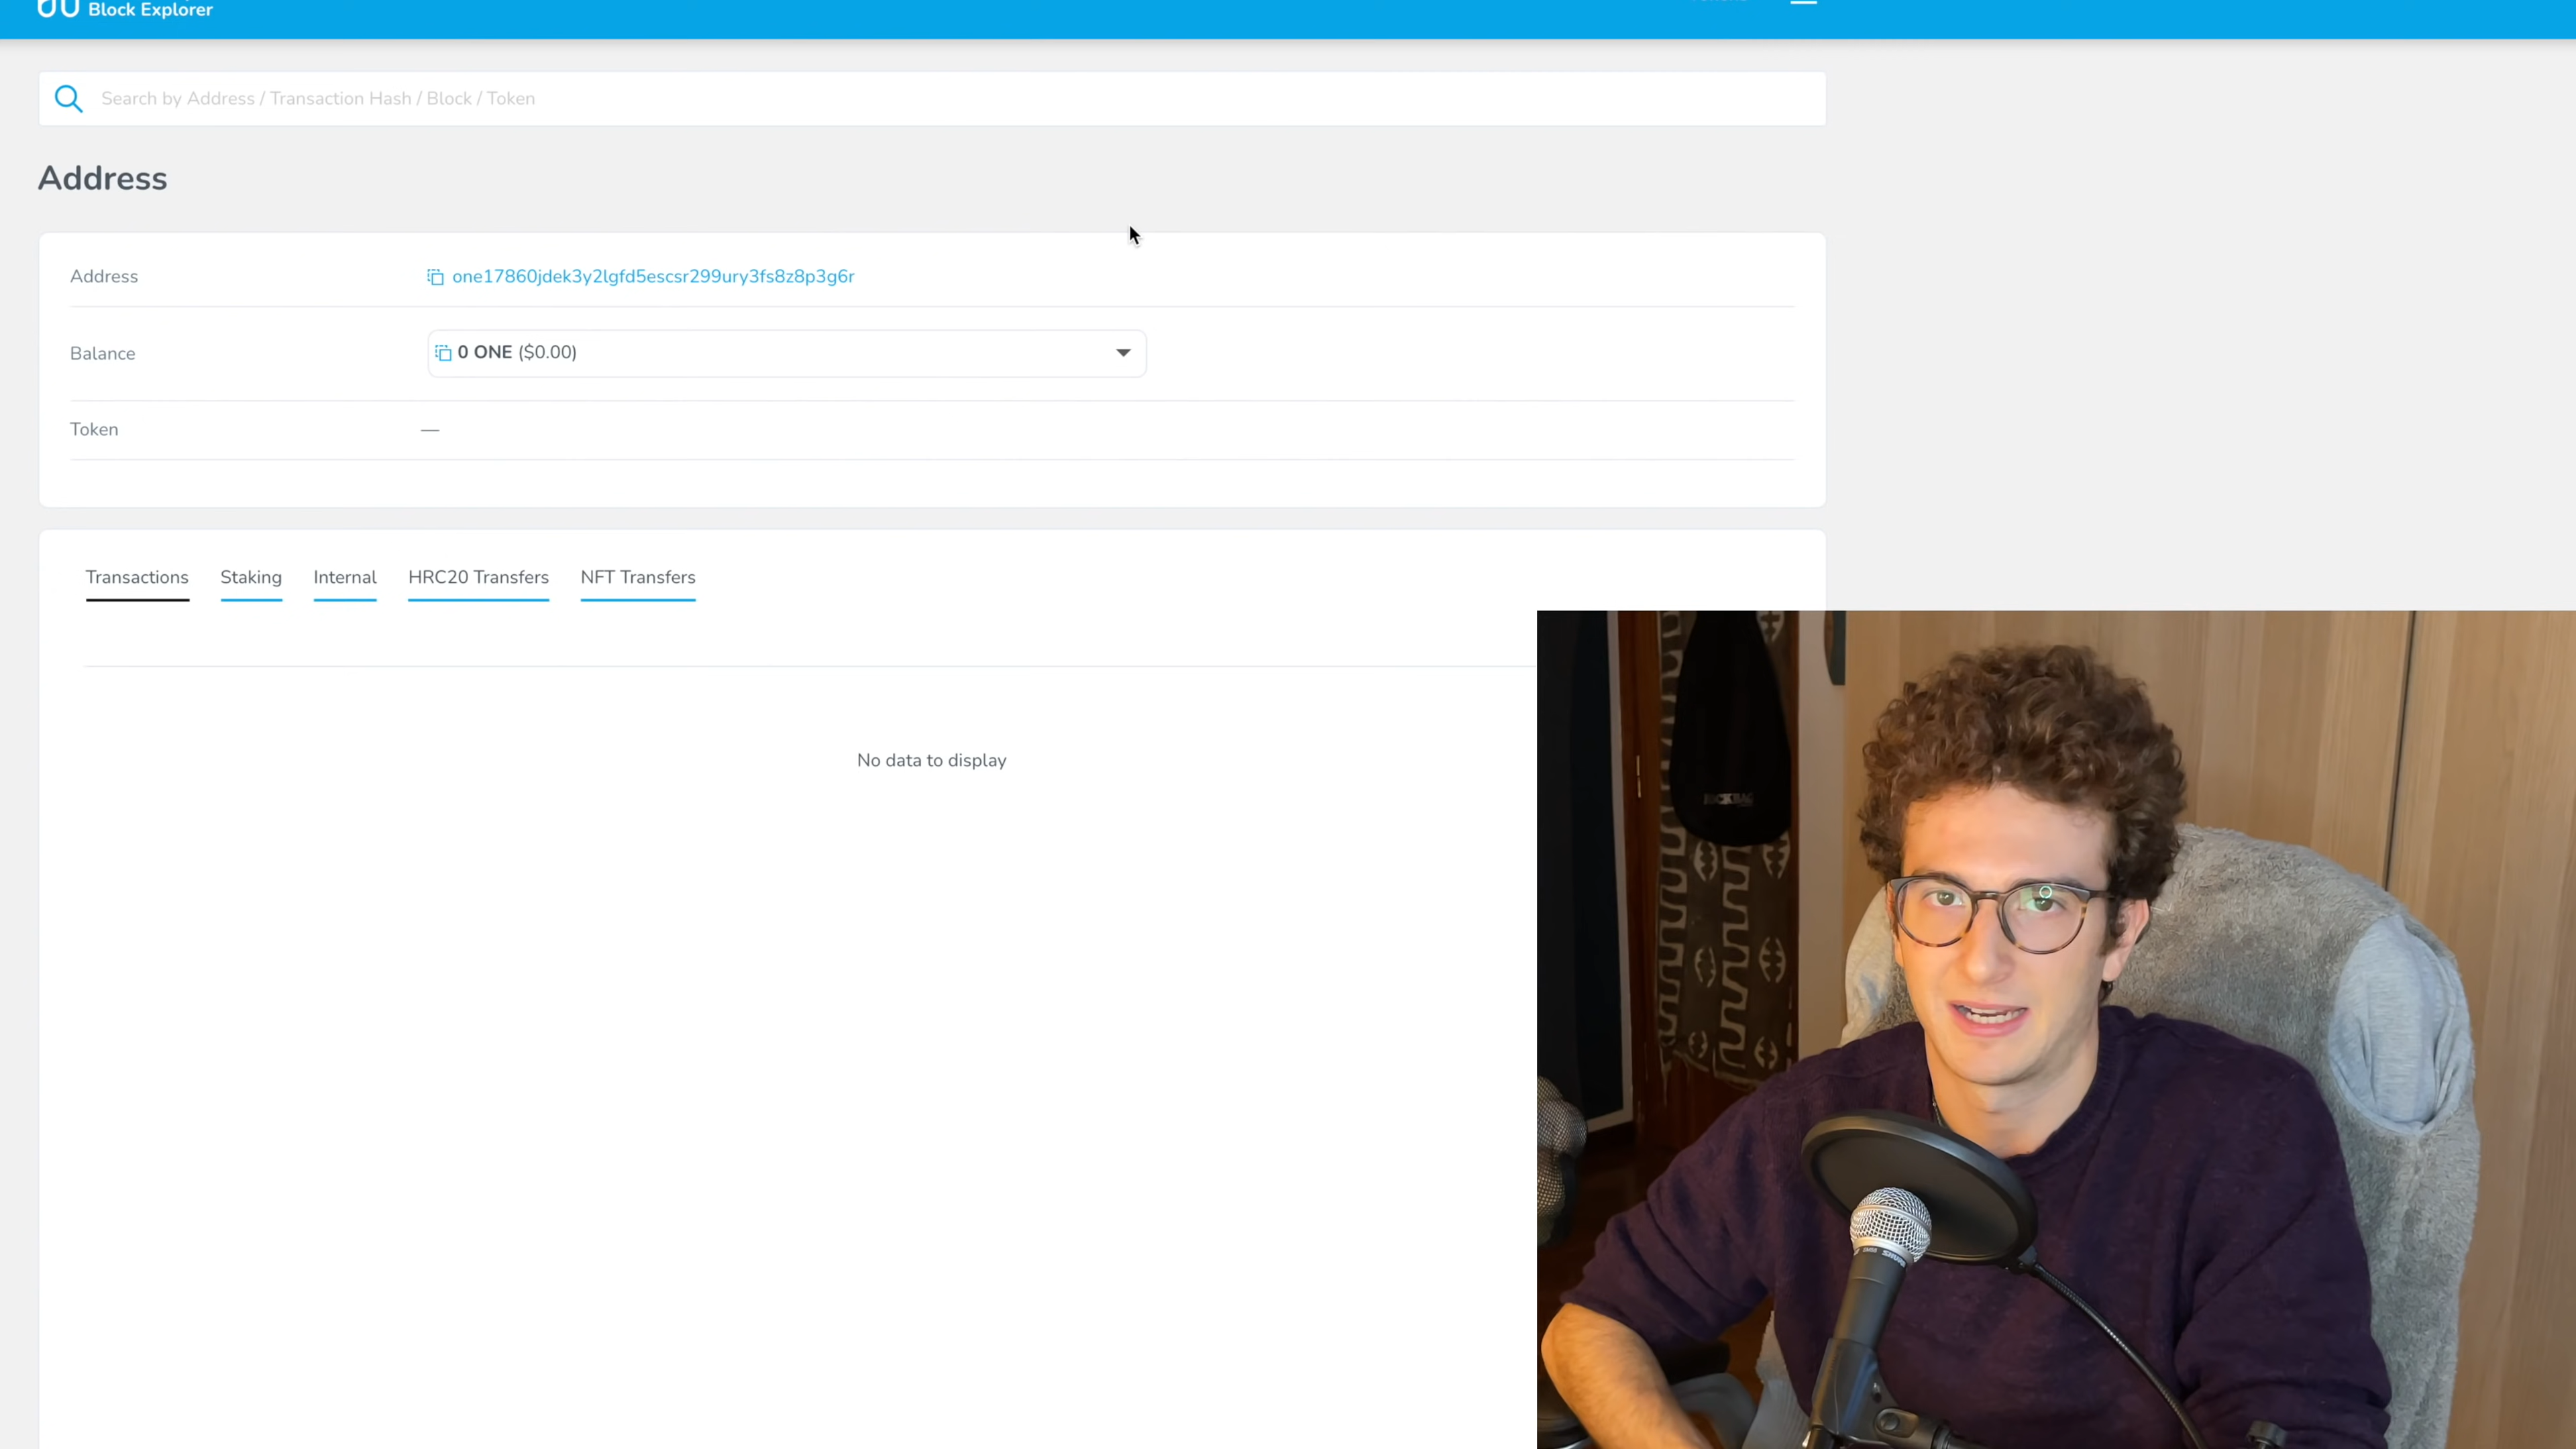 Block Explorer
Search by Address / Transaction Hash / Block / Token
Address
Address one17860jdek3y2lgfd5escsr299ury3fs8z8p3g6r
Balance 0 ONE ($0.00)
Token —
Transactions Staking Internal HRC20 Transfers NFT Transfers
No data to display